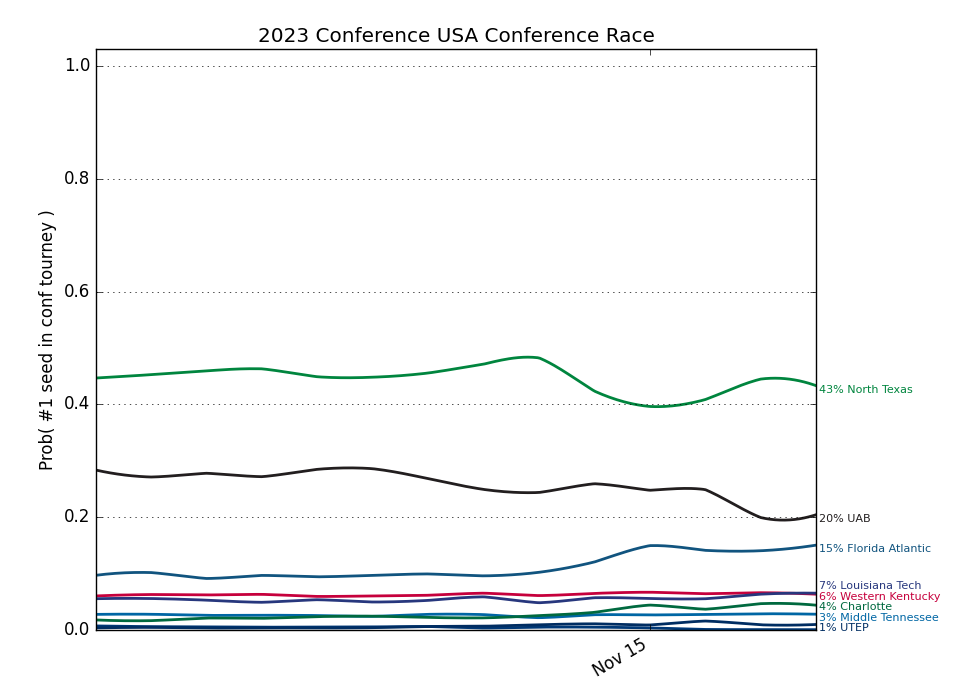 2023 Conference USA Conference Race
Prob( #1 seed in conf tourney )
1.0
0.8
0.6
0.4
0.2
0.0
Nov 15
43% North Texas
20% UAB
15% Florida Atlantic
7% Louisiana Tech
6% Western Kentucky
4% Charlotte
3% Middle Tennessee
1% UTEP